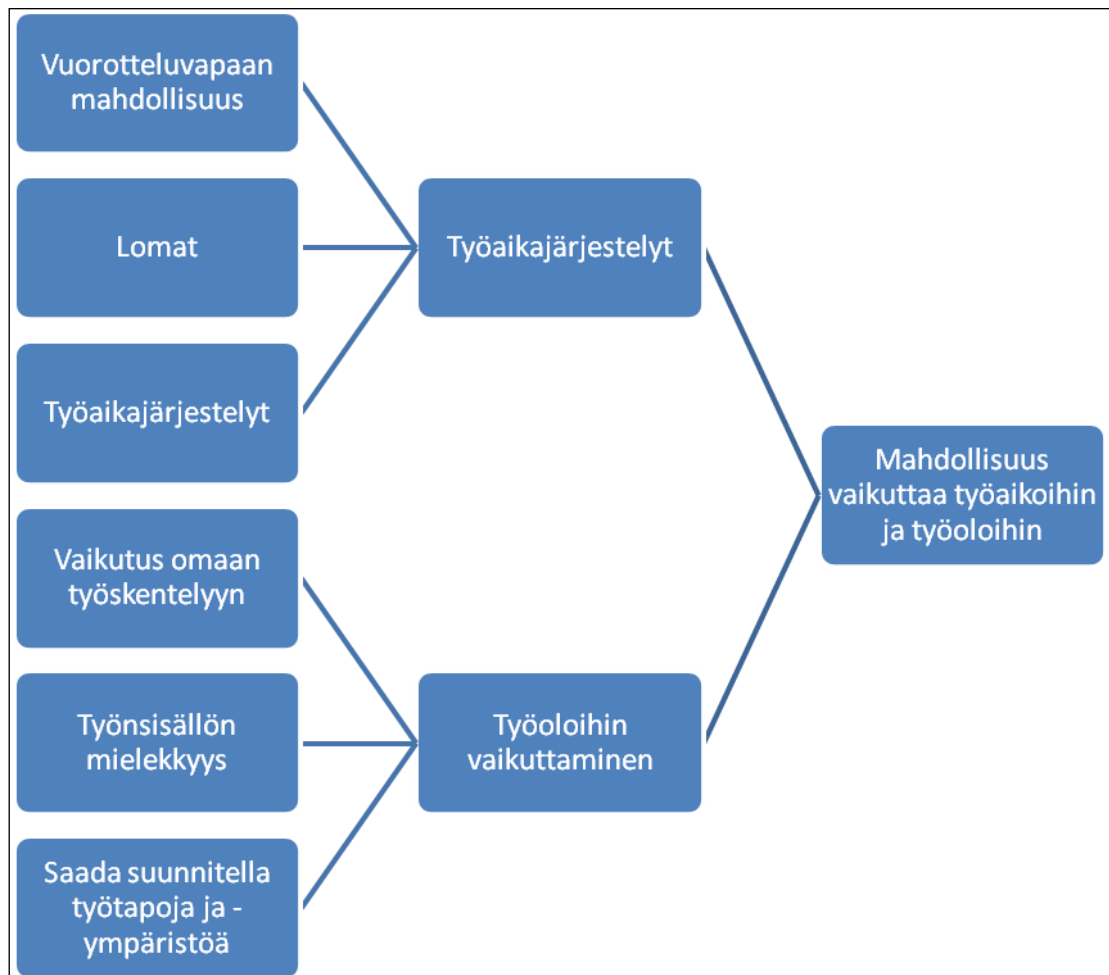 Vuorotteluvapaan
mahdollisuus
Lomat
Työaikajärjestelyt
Vaikutus omaan
työskentelyyn
Työnsisällön
mielekkyys
Saada suunnitella
työtapoja ja -
ympäristöä
Työaikajärjestelyt
Työoloihin
vaikuttaminen
Mahdollisuus
vaikuttaa työaikoihin
ja työoloihin